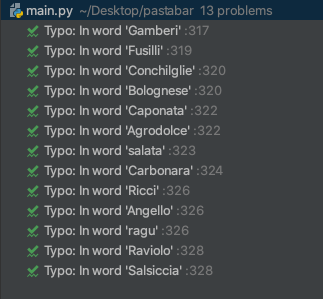 main.py ~/Desktop/pastabar 13 problems
Typo: In word 'Gamberi' :317
Typo: In word 'Fusilli' :319
Typo: In word 'Conchilglie' :320
Typo: In word 'Bolognese' :320
Typo: In word 'Caponata' :322
Typo: In word 'Agrodolce' :322
Typo: In word 'salata' :323
Typo: In word 'Carbonara' :324
Typo: In word 'Ricci' :326
Typo: In word 'Angello' :326
Typo: In word 'ragu' :326
Typo: In word 'Raviolo' :328
Typo: In word 'Salsiccia' :328